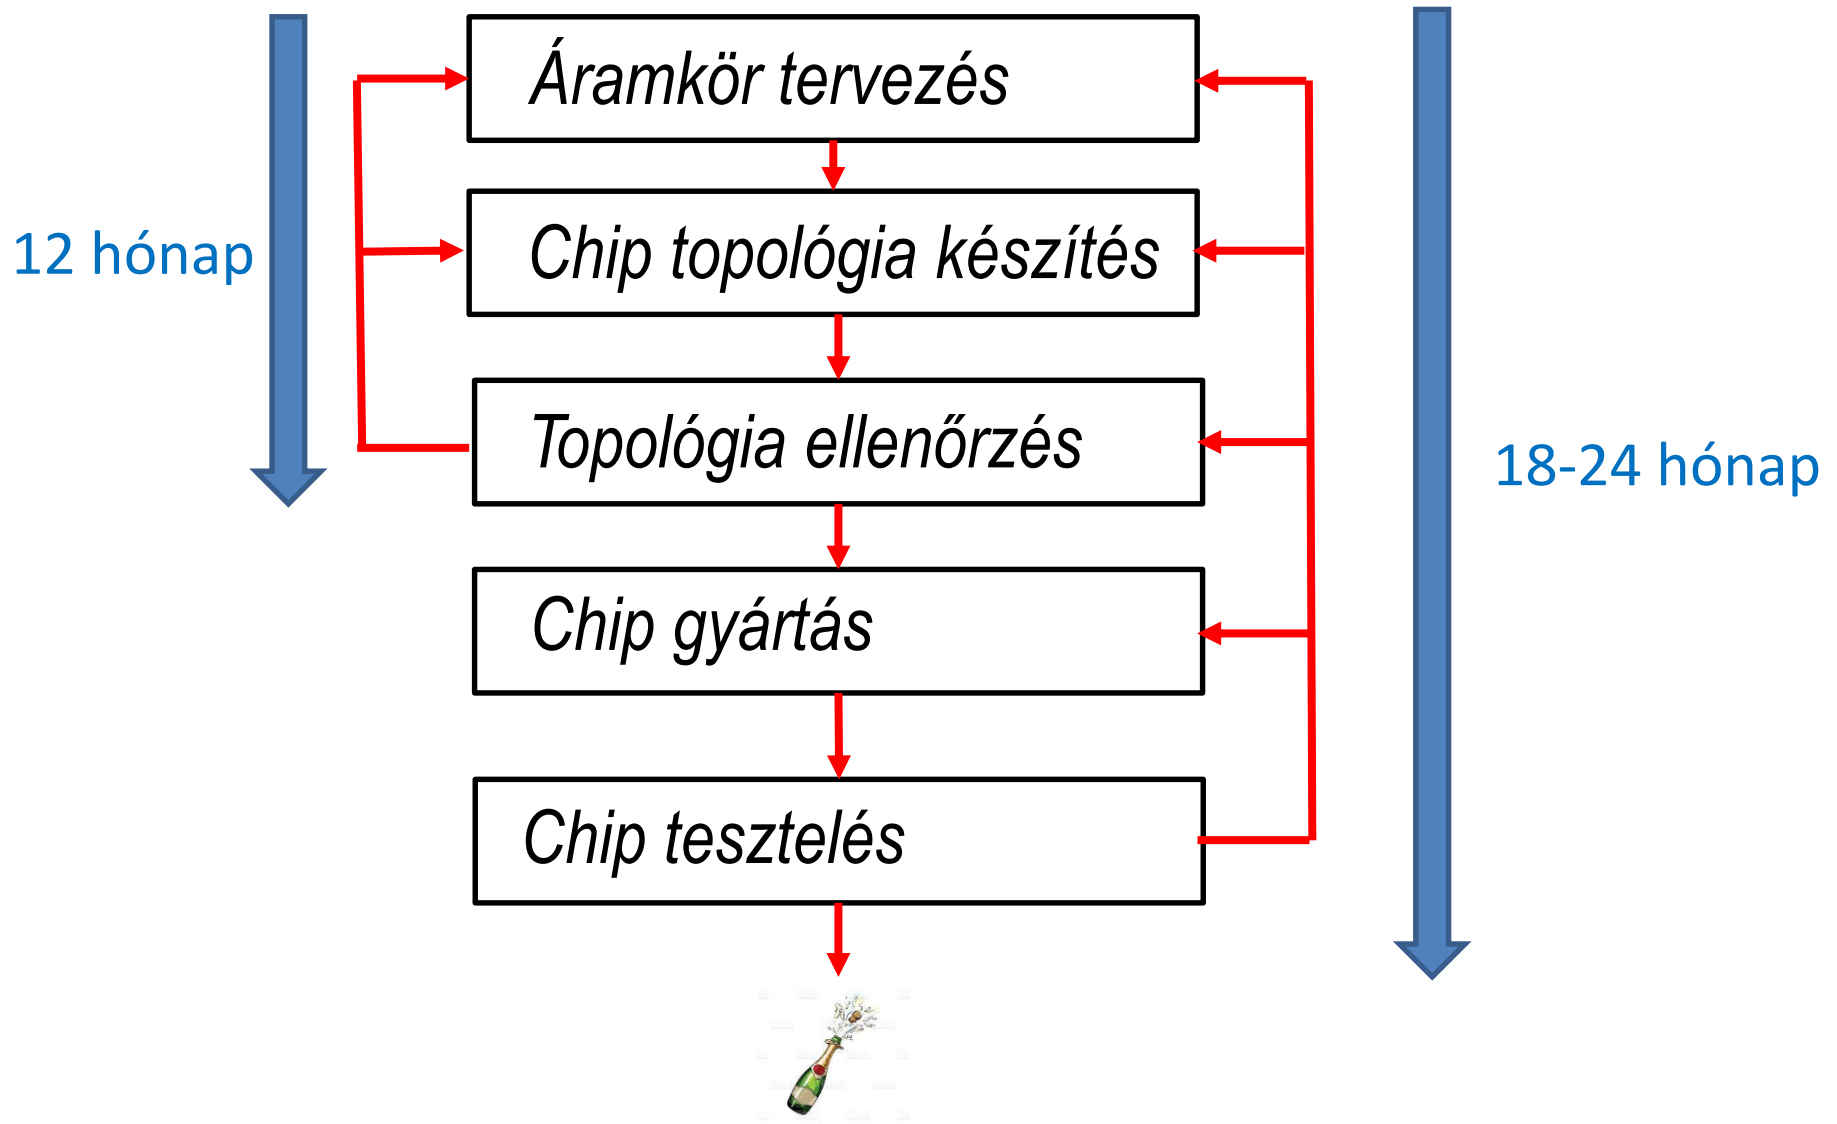 Áramkör tervezés
Chip topológia készítés
12 hónap
Topológia ellenőrzés
18-24 hónap
Chip gyártás
Chip tesztelés